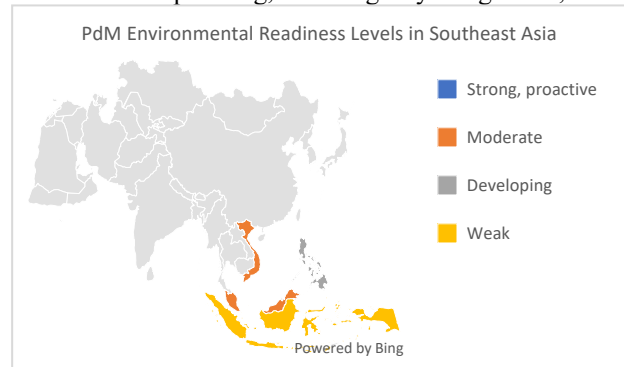 PdM Environmental Readiness Levels in Southeast Asia
Strong, proactive
Moderate
Developing
Weak
Powered by Bing